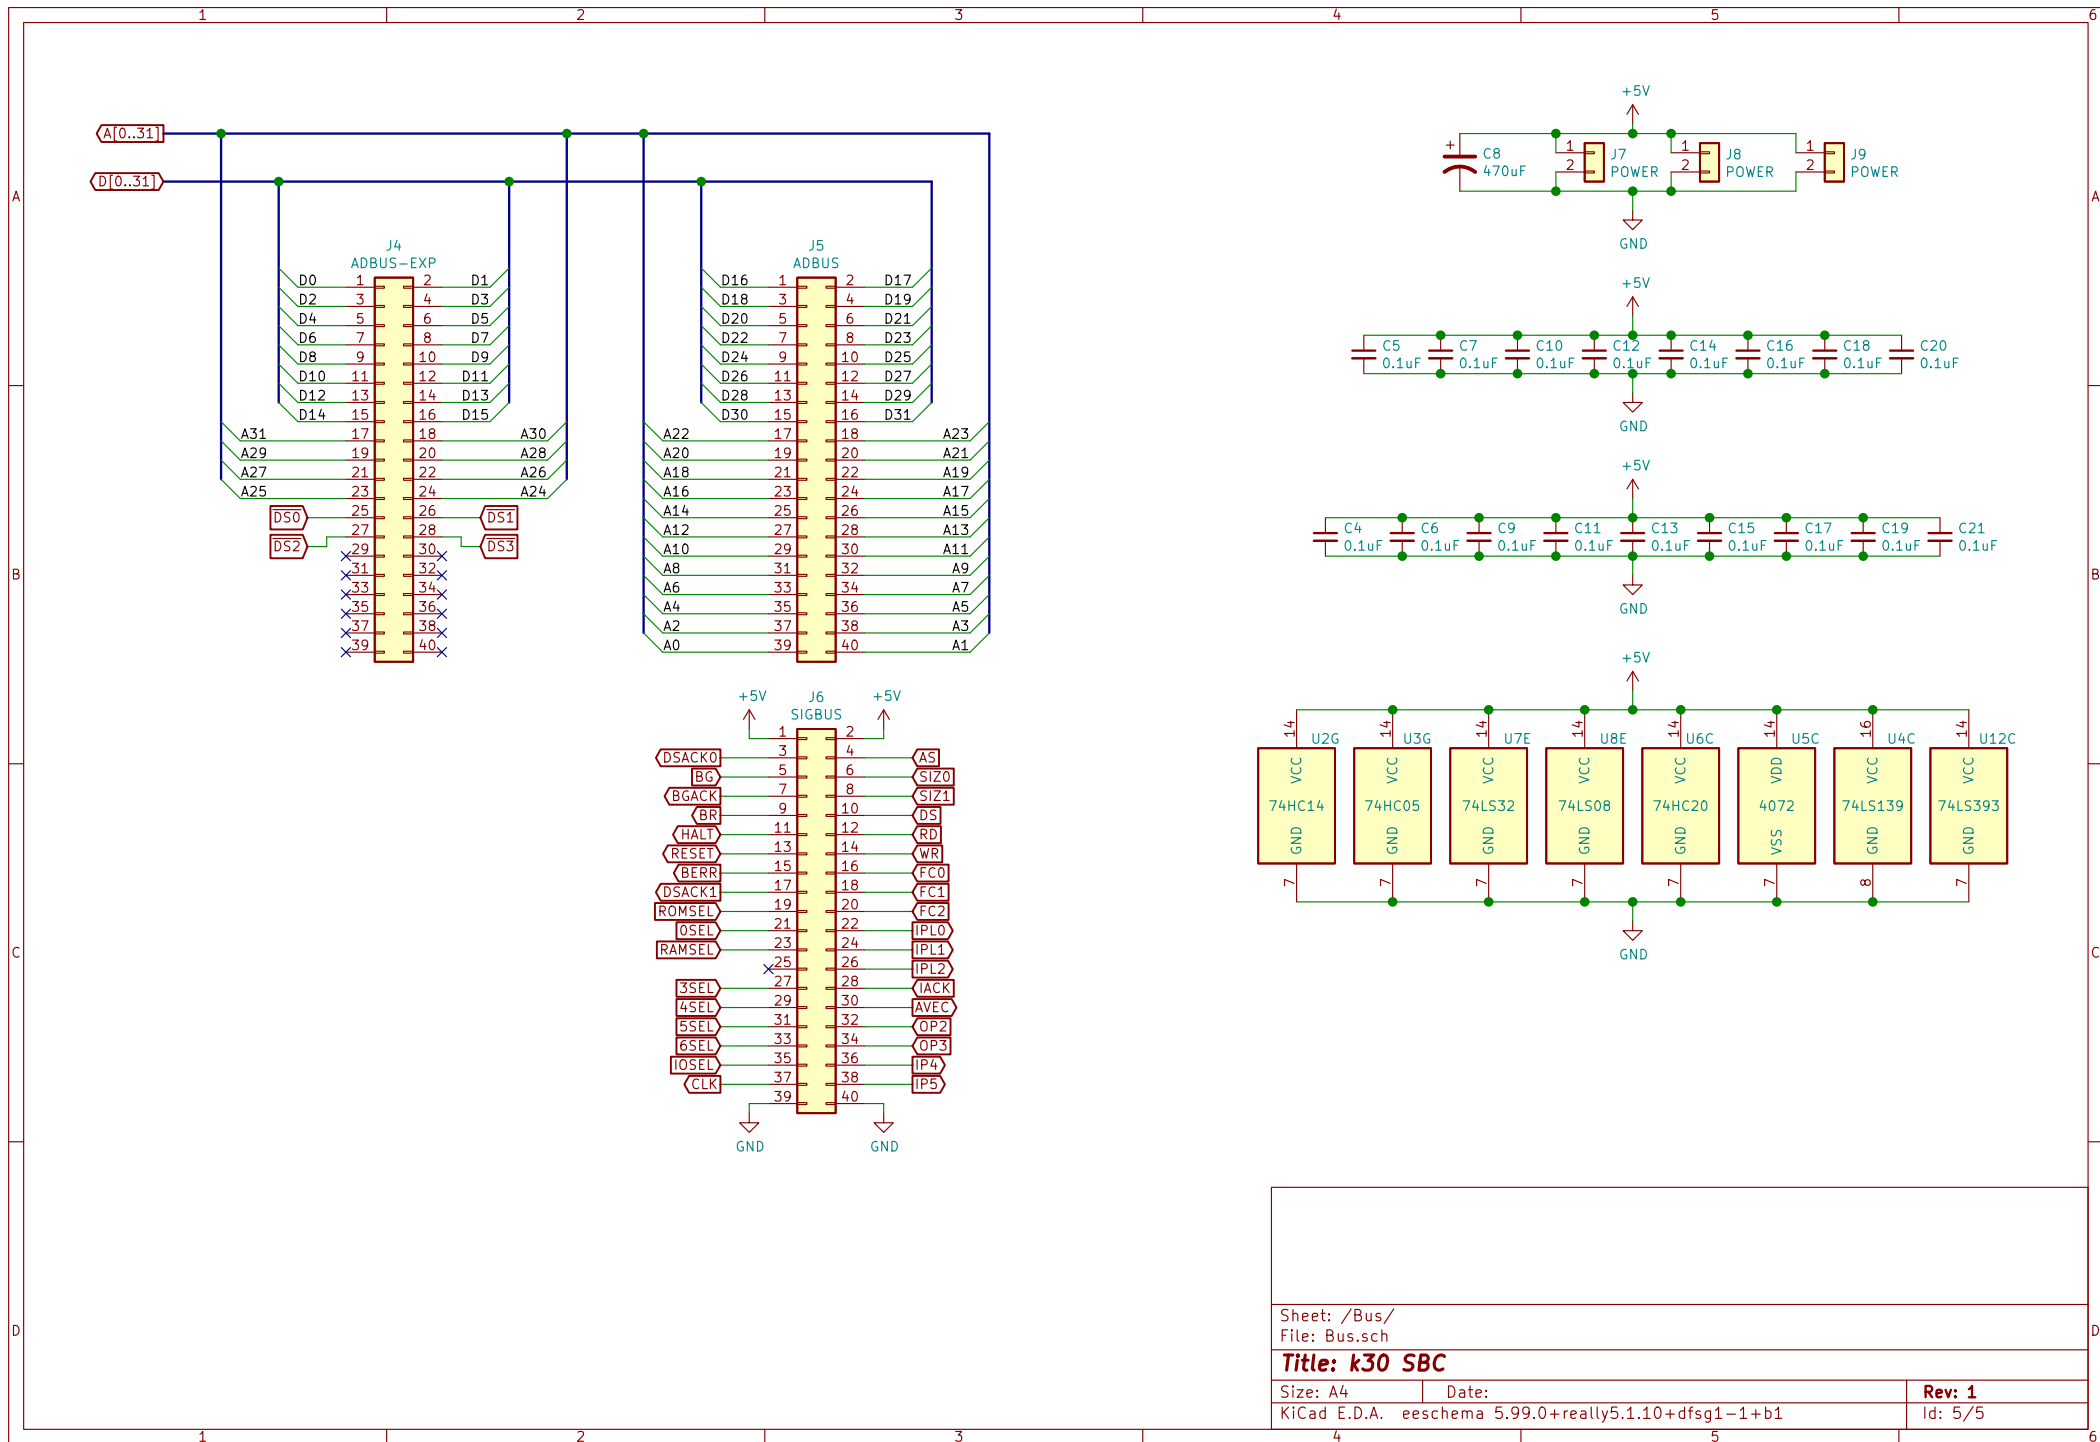 1 2 3 4 5 6
A[0..31]
D[0..31]
A A
B B
C C
D D
J4
ADBUS-EXP
D0 1 2 D1
D2 3 4 D3
D4 5 6 D5
D6 7 8 D7
D8 9 10 D9
D10 11 12 D11
D12 13 14 D13
D14 15 16 D15
A31 17 18 A30
A29 19 20 A28
A27 21 22 A26
A25 23 24 A24
DS0 25 26 DS1
27 28
DS2 DS3
29 30
31 32
33 34
35 36
37 38
39 40
J5
ADBUS
D16 1 2 D17
D18 3 4 D19
D20 5 6 D21
D22 7 8 D23
D24 9 10 D25
D26 11 12 D27
D28 13 14 D29
D30 15 16 D31
A22 17 18 A23
A20 19 20 A21
A18 21 22 A19
A16 23 24 A17
A14 25 26 A15
A12 27 28 A13
A10 29 30 A11
A8 31 32 A9
A6 33 34 A7
A4 35 36 A5
A2 37 38 A3
A0 39 40 A1
+5V J6 +5V
SIGBUS
1 2
DSACK0 3 4 AS
BG 5 6 SIZ0
BGACK 7 8 SIZ1
BR 9 10 DS
HALT 11 12 RD
RESET 13 14 WR
BERR 15 16 FC0
DSACK1 17 18 FC1
ROMSEL 19 20 FC2
0SEL 21 22 IPL0
RAMSEL 23 24 IPL1
25 26 IPL2
3SEL 27 28 IACK
4SEL 29 30 AVEC
5SEL 31 32 OP2
6SEL 33 34 OP3
IOSEL 35 36 IP4
CLK 37 38 IP5
39 40
GND GND
+5V
+ C8 470uF
1 2 J7 POWER
1 2 J8 POWER
1 2 J9 POWER
GND
+5V
C5 C7 C10 C12 C14 C16 C18 C20
0.1uF 0.1uF 0.1uF 0.1uF 0.1uF 0.1uF 0.1uF 0.1uF
GND
+5V
C4 C6 C9 C11 C13 C15 C17 C19 C21
0.1uF 0.1uF 0.1uF 0.1uF 0.1uF 0.1uF 0.1uF 0.1uF 0.1uF
GND
+5V
14 14 14 14 14 14 16 14
U2G U3G U7E U8E U6C U5C U4C U12C
VCC VCC VCC VCC VCC VDD VCC VCC
74HC14 74HC05 74LS32 74LS08 74HC20 4072 74LS139 74LS393
GND GND GND GND GND VSS GND GND
7 7 7 7 7 7 8 7
GND
Sheet: /Bus/
File: Bus.sch
Title: k30 SBC
Size: A4 Date: Rev: 1
KiCad E.D.A. eeschema 5.99.0+really5.1.10+dfsg1-1+b1 Id: 5/5
1 2 3 4 5 6